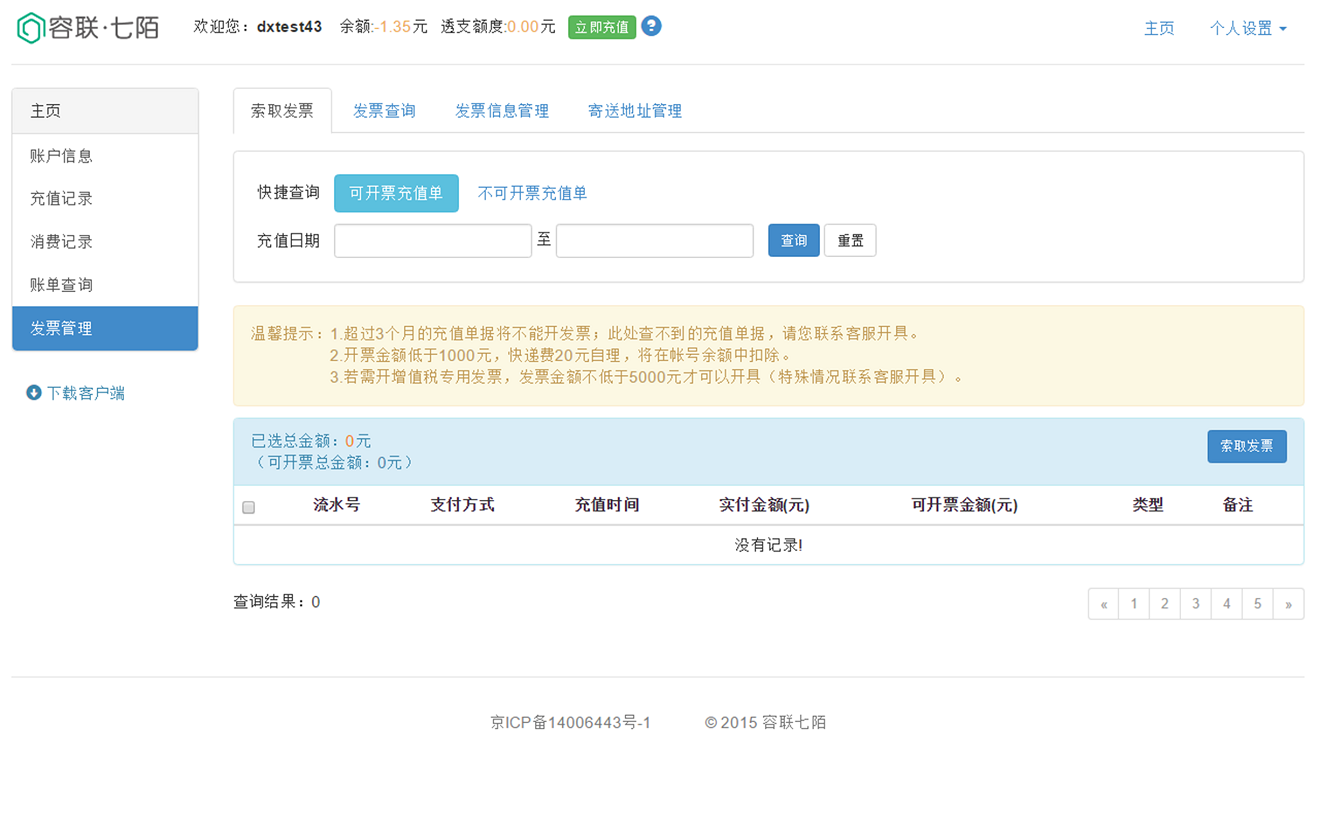 容联·七陌 欢迎您：dxtest43 余额:-1.35元 透支额度:0.00元 立即充值 ? 主页 个人设置
主页
账户信息
充值记录
消费记录
账单查询
发票管理
下载客户端
索取发票 发票查询 发票信息管理 寄送地址管理
快捷查询 可开票充值单 不可开票充值单
充值日期 至 查询 重置
温馨提示：1.超过3个月的充值单据将不能开发票；此处查不到的充值单据，请您联系客服开具。
2.开票金额低于1000元，快递费20元自理，将在帐号余额中扣除。
3.若需开增值税专用发票，发票金额不低于5000元才可以开具（特殊情况联系客服开具）。
已选总金额：0元
（可开票总金额：0元）
索取发票
流水号 支付方式 充值时间 实付金额(元) 可开票金额(元) 类型 备注
没有记录!
查询结果：0 « 1 2 3 4 5 »
京ICP备14006443号-1 © 2015 容联七陌